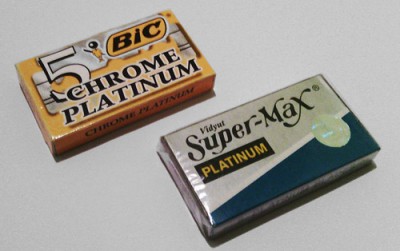 5 BiC
CHROME
PLATINUM
CHROME PLATINUM
Vidyut
Super-Max®
PLATINUM